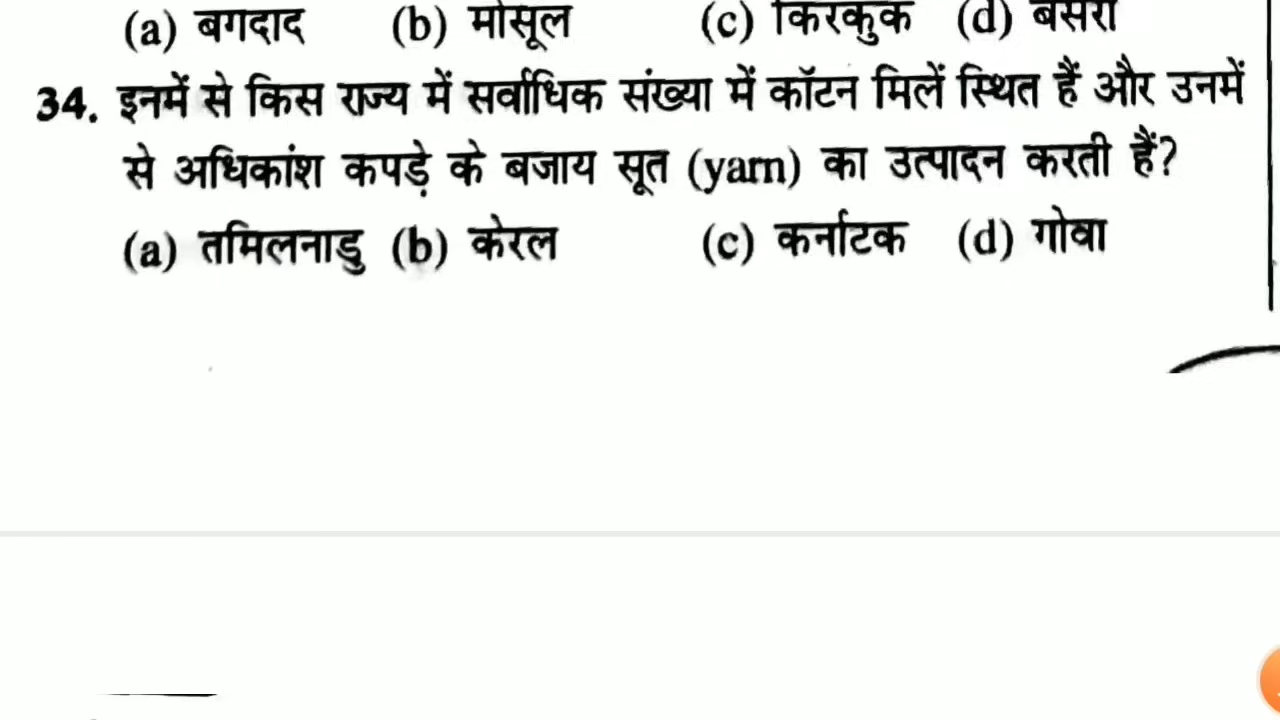 (a) बगदाद (b) मोसूल (c) किरकुक (d) बसरा
34. इनमें से किस राज्य में सर्वाधिक संख्या में कॉटन मिलें स्थित हैं और उनमें
से अधिकांश कपड़े के बजाय सूत (yarn) का उत्पादन करती हैं?
(a) तमिलनाडु (b) केरल (c) कर्नाटक (d) गोवा